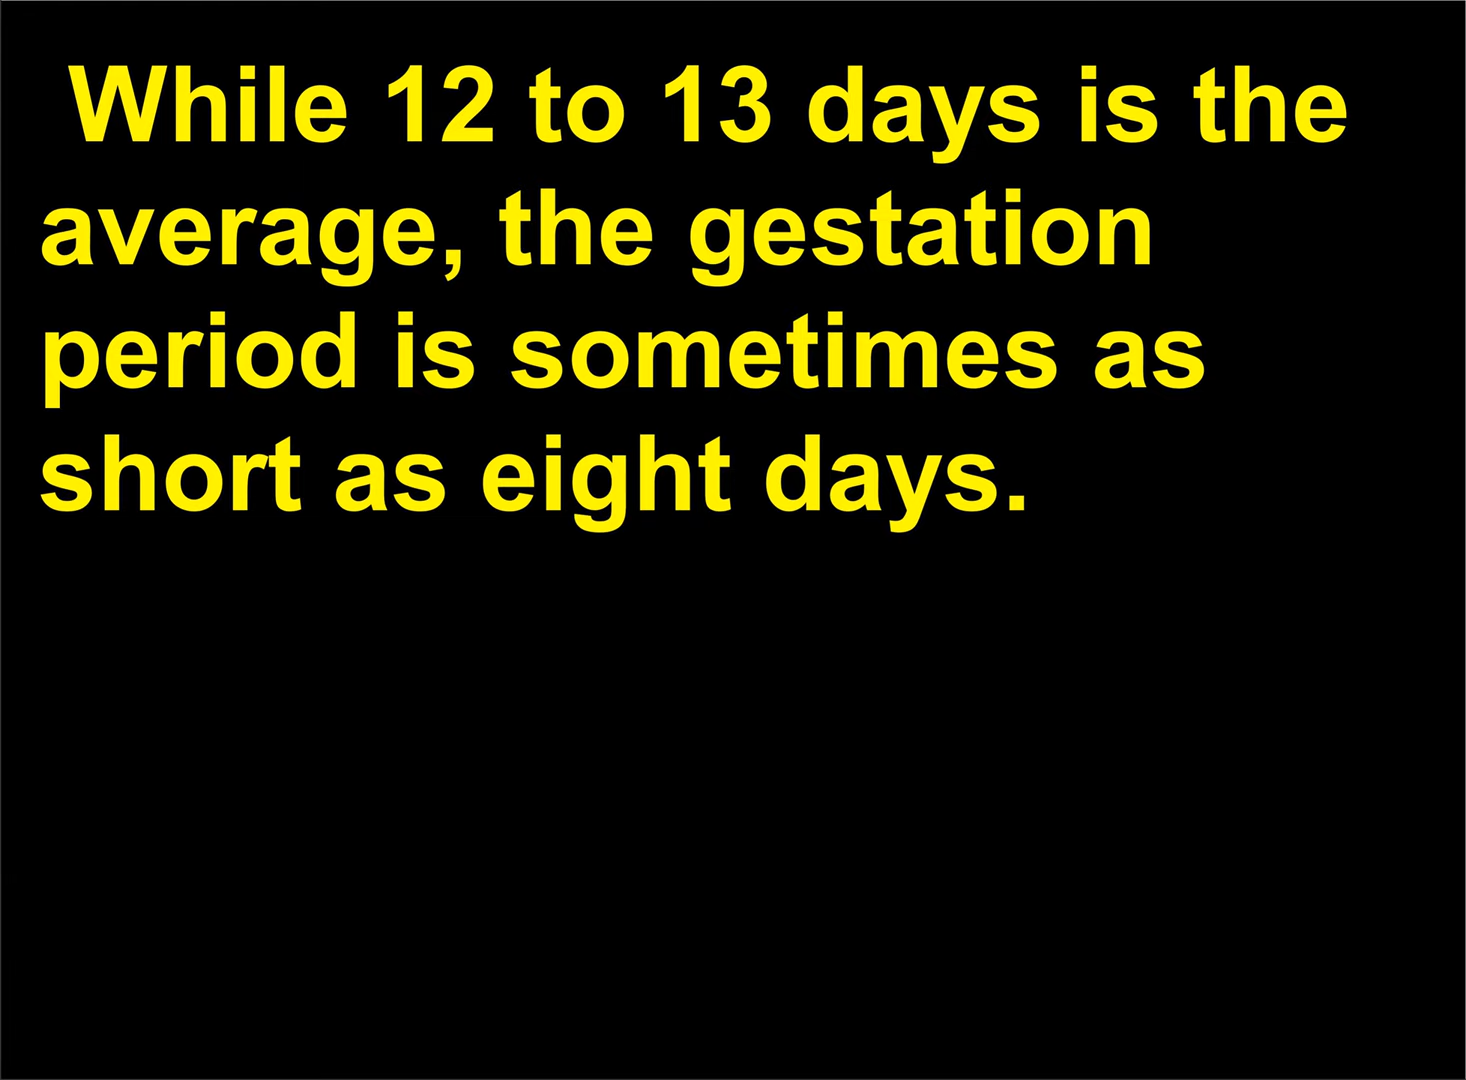 While 12 to 13 days is the
average, the gestation
period is sometimes as
short as eight days.